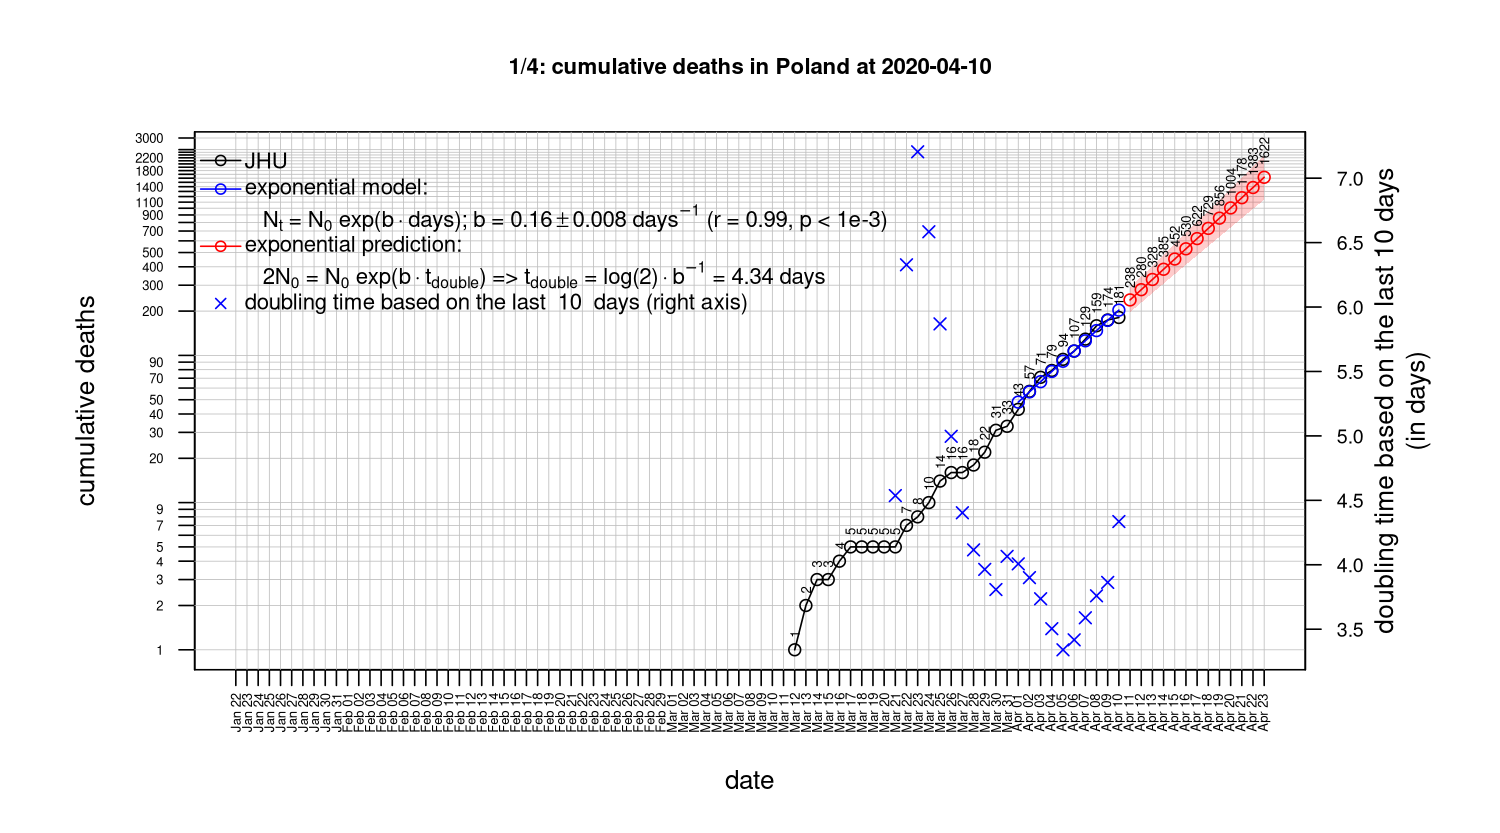 1/4: cumulative deaths in Poland at 2020-04-10
JHU
exponential model:
Nt = N0 exp(b · days); b = 0.16 ± 0.008 days−1 (r = 0.99, p < 1e-3)
exponential prediction:
2N0 = N0 exp(b · tdouble) => tdouble = log(2) · b−1 = 4.34 days
doubling time based on the last 10 days (right axis)
cumulative deaths
3000
2200
1800
1400
1100
900
700
500
400
300
200
90
70
50
40
30
20
9
7
5
4
3
2
1
1
2
3
3
4
5
5
5
5
5
7
8
10
14
16
16
18
22
31
33
43
57
71
79
94
107
129
159
174
181
238
280
328
385
452
530
622
729
856
1004
1178
1383
1622
7.0
6.5
6.0
5.5
5.0
4.5
4.0
3.5
doubling time based on the last 10 days
(in days)
Jan 22
Jan 23
Jan 24
Jan 25
Jan 26
Jan 27
Jan 28
Jan 29
Jan 30
Jan 31
Feb 01
Feb 02
Feb 03
Feb 04
Feb 05
Feb 06
Feb 07
Feb 08
Feb 09
Feb 10
Feb 11
Feb 12
Feb 13
Feb 14
Feb 15
Feb 16
Feb 17
Feb 18
Feb 19
Feb 20
Feb 21
Feb 22
Feb 23
Feb 24
Feb 25
Feb 26
Feb 27
Feb 28
Feb 29
Mar 01
Mar 02
Mar 03
Mar 04
Mar 05
Mar 06
Mar 07
Mar 08
Mar 09
Mar 10
Mar 11
Mar 12
Mar 13
Mar 14
Mar 15
Mar 16
Mar 17
Mar 18
Mar 19
Mar 20
Mar 21
Mar 22
Mar 23
Mar 24
Mar 25
Mar 26
Mar 27
Mar 28
Mar 29
Mar 30
Mar 31
Apr 01
Apr 02
Apr 03
Apr 04
Apr 05
Apr 06
Apr 07
Apr 08
Apr 09
Apr 10
Apr 11
Apr 12
Apr 13
Apr 14
Apr 15
Apr 16
Apr 17
Apr 18
Apr 19
Apr 20
Apr 21
Apr 22
Apr 23
date